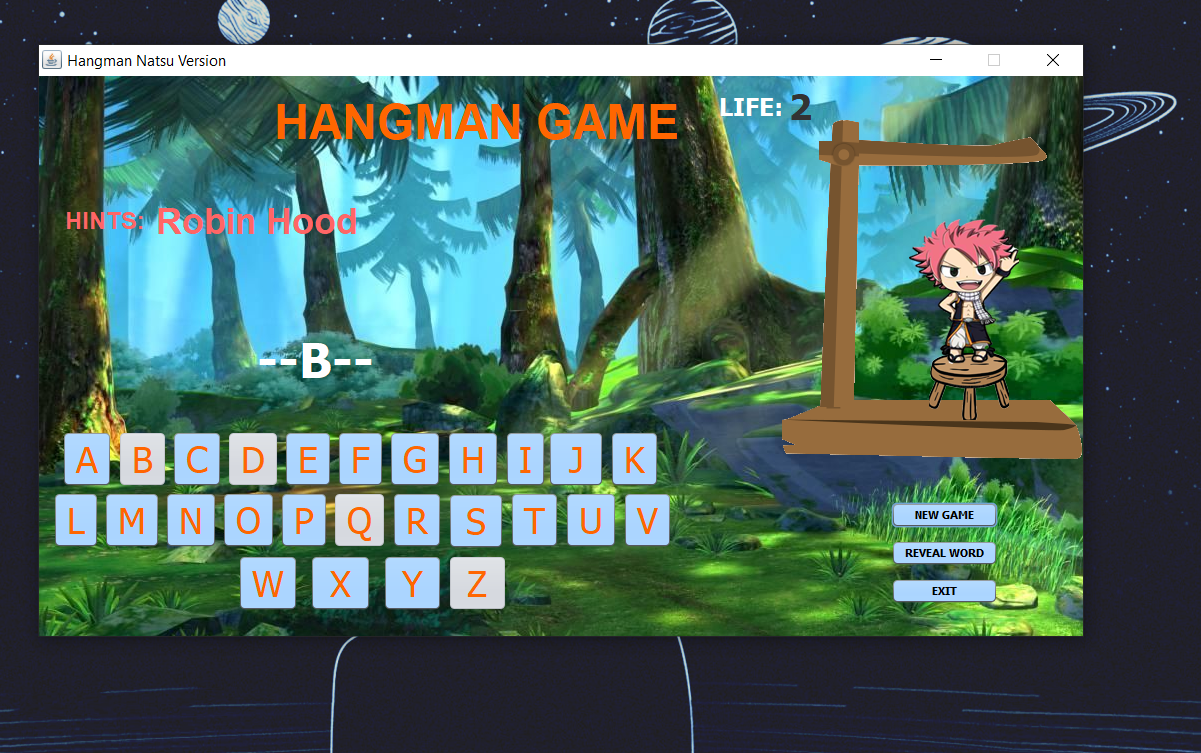 Hangman Natsu Version
HANGMAN GAME
LIFE: 2
HINTS: Robin Hood
--B--
A B C D E F G H I J K
L M N O P Q R S T U V
W X Y Z
NEW GAME
REVEAL WORD
EXIT